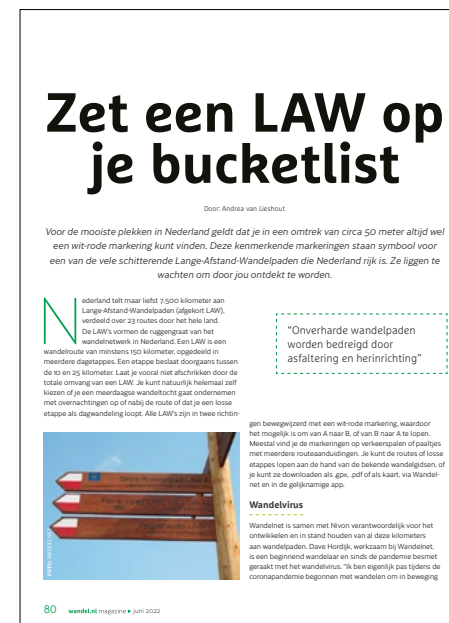 Zet een LAW op
je bucketlist
Door: Andrea van Lieshout
Voor de mooiste plekken in Nederland geldt dat je in een omtrek van circa 50 meter altijd wel
een wit-rode markering kunt vinden. Deze kenmerkende markeringen staan symbool voor
een van de vele schitterende Lange-Afstand-Wandelpaden die Nederland rijk is. Ze liggen te
wachten om door jou ontdekt te worden.
Nederland telt maar liefst 7.500 kilometer aan
Lange-Afstand-Wandelpaden (afgekort LAW),
verdeeld over 23 routes door het hele land.
De LAW's vormen de ruggengraat van het
wandelnetwerk in Nederland. Een LAW is een
wandelroute van minstens 150 kilometer, opgedeeld in
meerdere dagetappes. Een etappe beslaat doorgaans tussen
de 10 en 25 kilometer. Laat je vooral niet afschrikken door de
totale omvang van een LAW. Je kunt natuurlijk helemaal zelf
kiezen of je een meerdaagse wandeltocht gaat ondernemen
met overnachtingen op of nabij de route of dat je een losse
etappe als dagwandeling loopt. Alle LAW's zijn in twee richtin-
FOTO:
"Onverharde wandelpaden
worden bedreigd door
asfaltering en herinrichting"
gen bewegwijzerd met een wit-rode markering, waardoor
het mogelijk is om van A naar B, of van B naar A te lopen.
Meestal vind je de markeringen op verkeerspalen of paaltjes
met meerdere routeaanduidingen. Je kunt de routes of losse
etappes lopen aan de hand van de bekende wandelgidsen, of
je kunt ze downloaden als .gpx, .pdf of als kaart, via Wandel-
net en in de gelijknamige app.
Wandelvirus
Wandelnet is samen met Nivon verantwoordelijk voor het
ontwikkelen en in stand houden van al deze kilometers
aan wandelpaden. Dave Hordijk, werkzaam bij Wandelnet,
is een beginnend wandelaar en sinds de pandemie besmet
geraakt met het wandelvirus. "Ik ben eigenlijk pas tijdens de
coronapandemie begonnen met wandelen om in beweging
80 wandel.nl magazine ▸ juni 2022